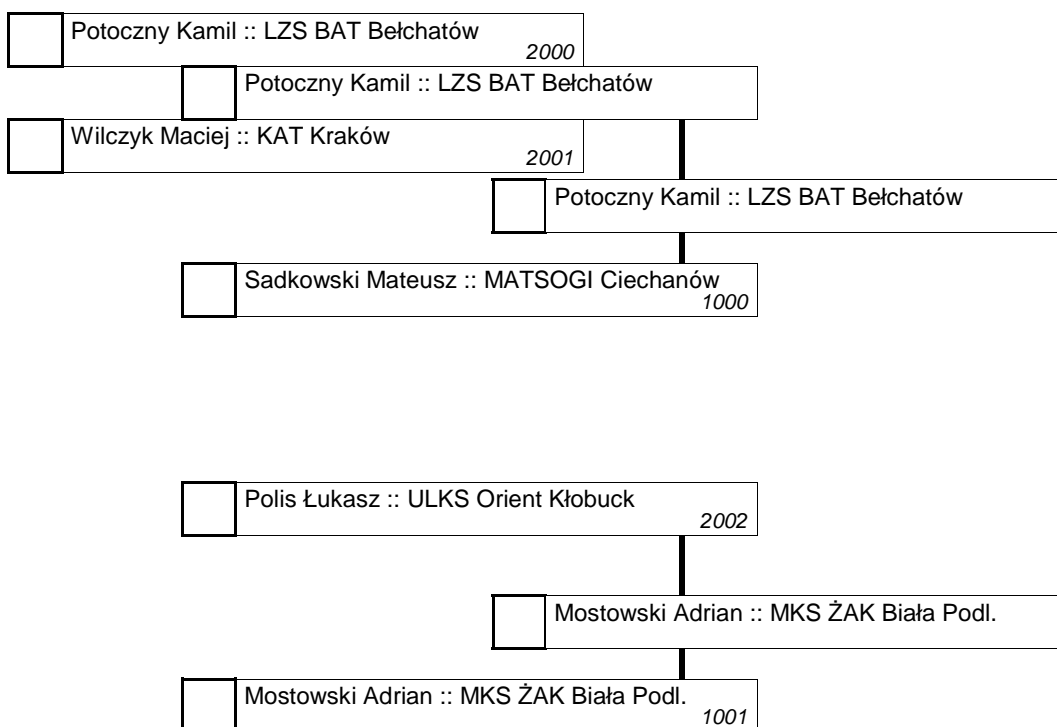 Potoczny Kamil :: LZS BAT Bełchatów
2000
Potoczny Kamil :: LZS BAT Bełchatów
Wilczyk Maciej :: KAT Kraków
2001
Potoczny Kamil :: LZS BAT Bełchatów
Sadkowski Mateusz :: MATSOGI Ciechanów
1000
Polis Łukasz :: ULKS Orient Kłobuck
2002
Mostowski Adrian :: MKS ŻAK Biała Podl.
Mostowski Adrian :: MKS ŻAK Biała Podl.
1001